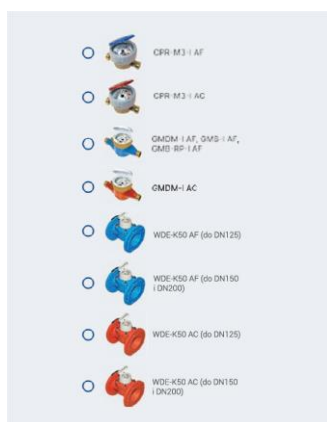 CPR-M3-I AF
CPR-M3-I AC
GMDM-I AF, GMS-I AF,
GMB-RP-I AF
GMDM-I AC
WDE-K50 AF (do DN125)
WDE-K50 AF (do DN150
i DN200)
WDE-K50 AC (do DN125)
WDE-K50 AC (do DN150
i DN200)